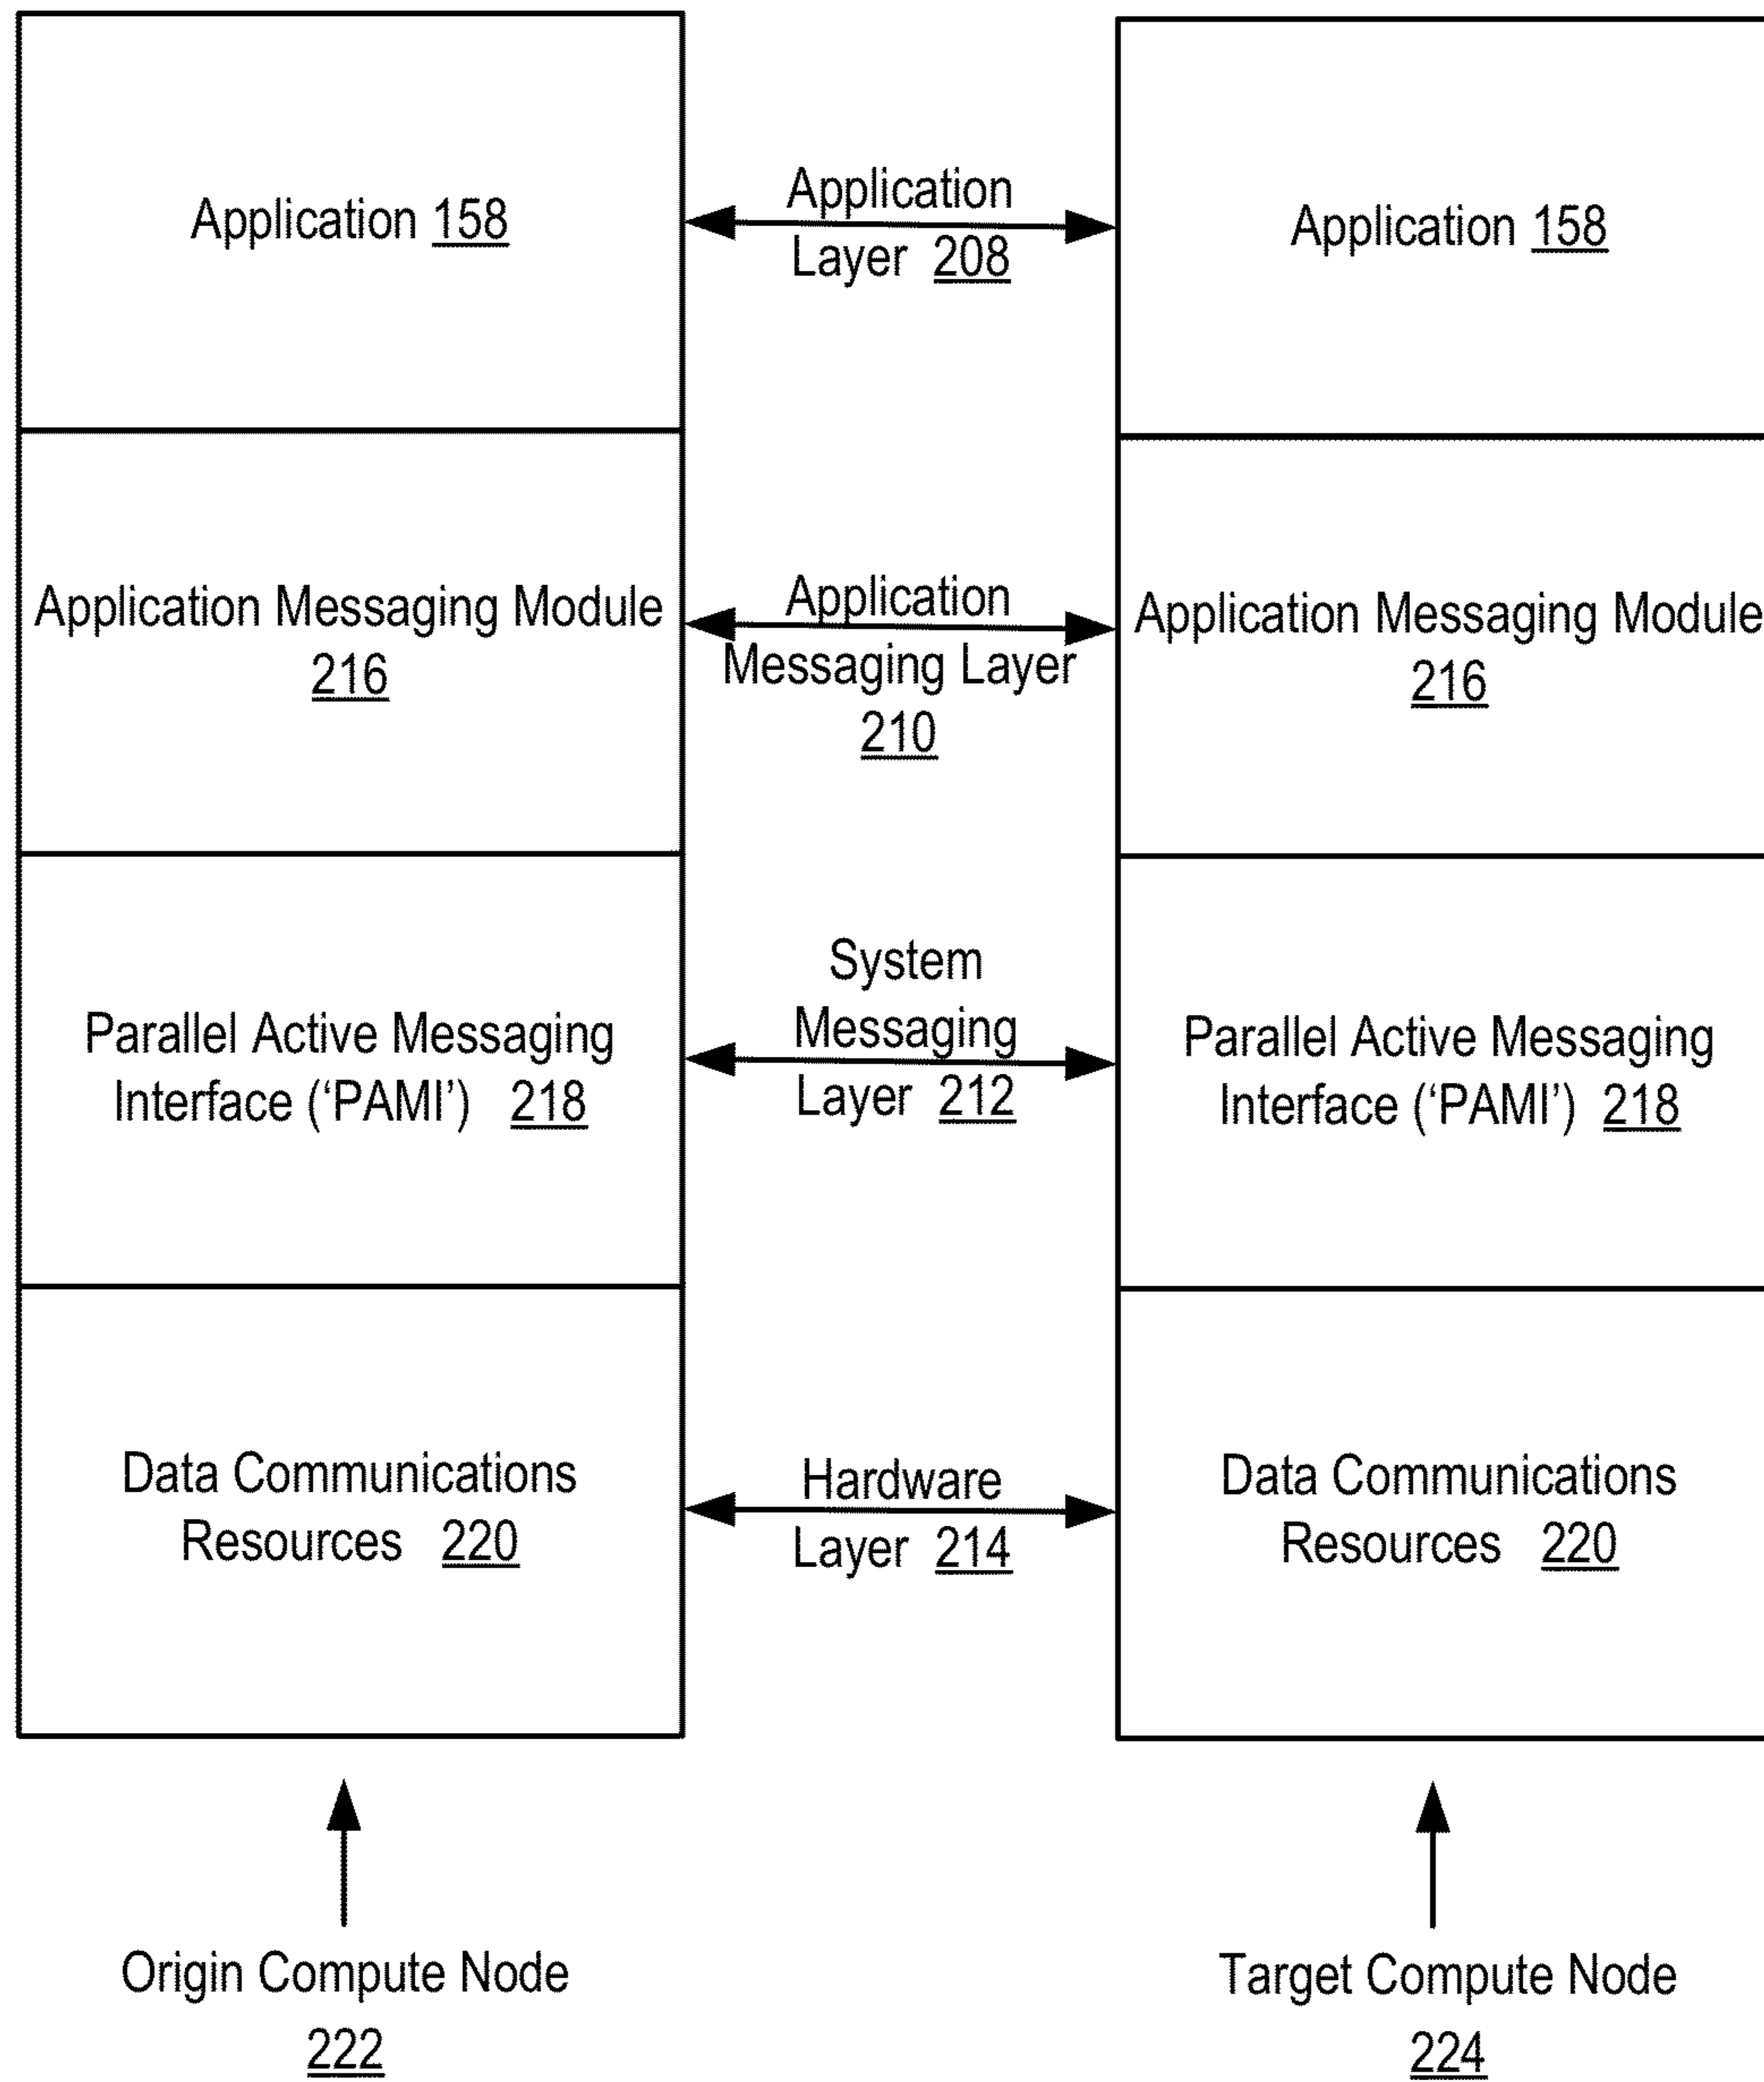 Application 158
Application
Layer 208
Application 158
Application Messaging Module
216
Application
Messaging Layer
210
Application Messaging Module
216
Parallel Active Messaging
Interface (‘PAMI’) 218
System
Messaging
Layer 212
Parallel Active Messaging
Interface (‘PAMI’) 218
Data Communications
Resources 220
Hardware
Layer 214
Data Communications
Resources 220
Origin Compute Node
222
Target Compute Node
224